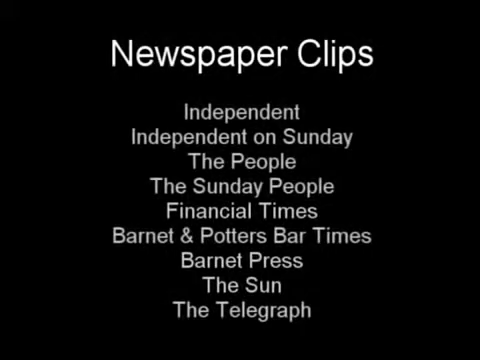 Newspaper Clips
Independent
Independent on Sunday
The People
The Sunday People
Financial Times
Barnet & Potters Bar Times
Barnet Press
The Sun
The Telegraph